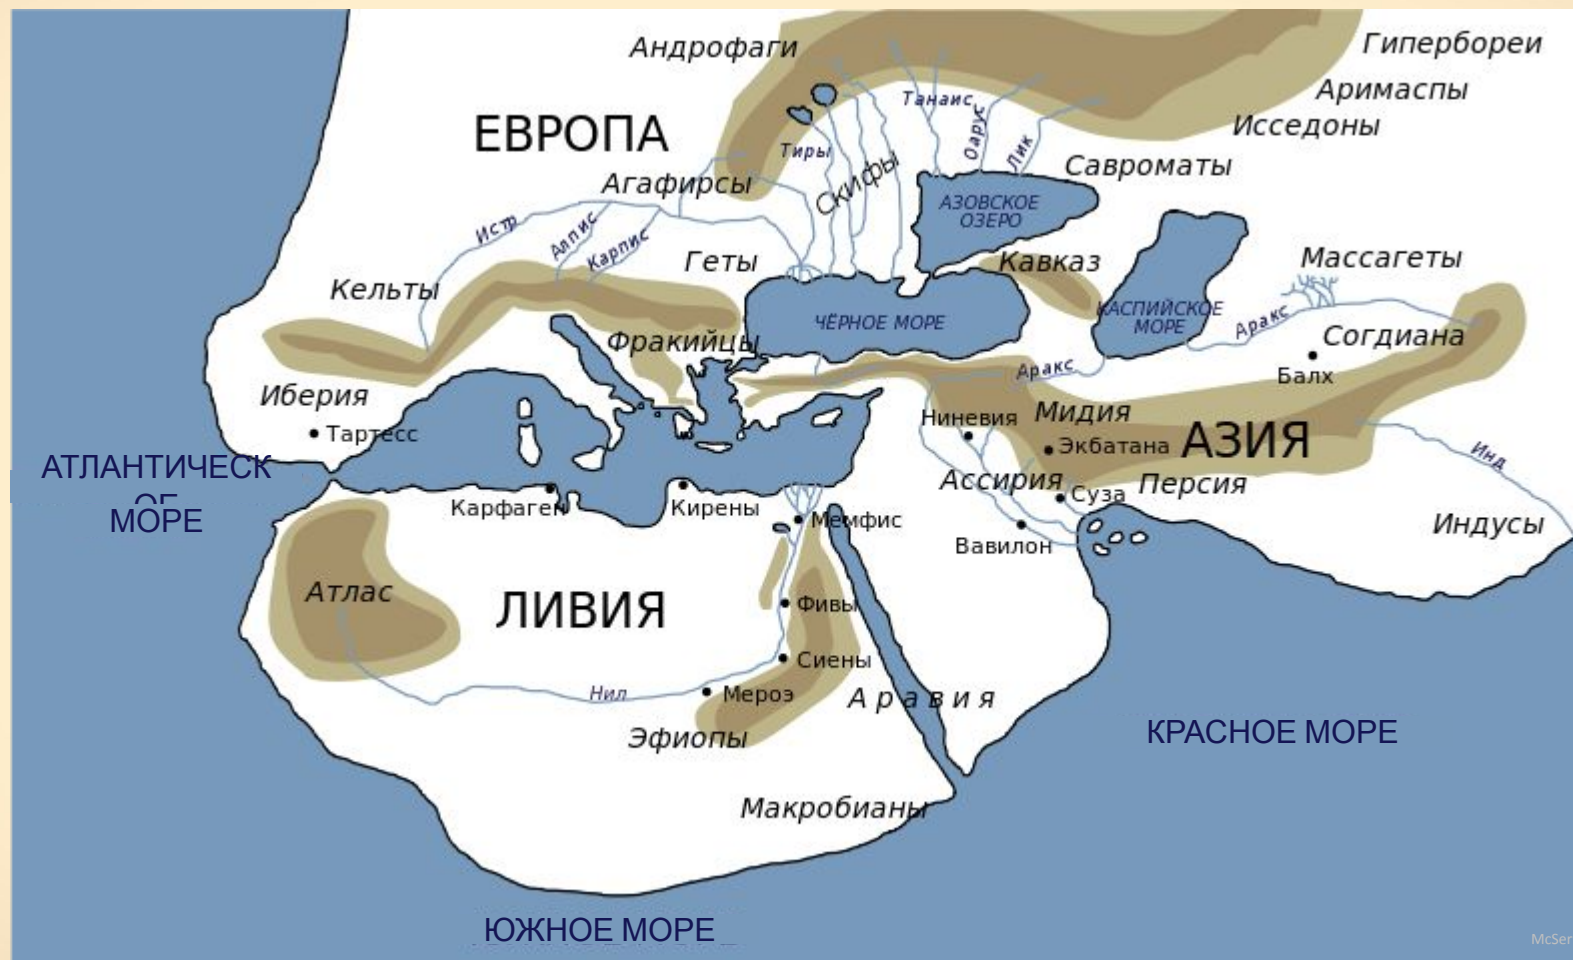 Андрофаги
Гипербореи
Аримаспы
Исседоны
ЕВРОПА
Танаис
Оарус
Лик
Тиры
Скифы
Савроматы
Агафирсы
АЗОВСКОЕ
ОЗЕРО
Истр
Алпис
Карпис
Геты
Кавказ
Массагеты
Кельты
ЧЁРНОЕ МОРЕ
КАСПИЙСКОЕ
МОРЕ
Аракс
Согдиана
Фракийцы
Аракс
Балх
Иберия
Тартесс
Ниневия
Мидия
Экбатана
АЗИЯ
Инд
АТЛАНТИЧЕСК
ОЕ
МОРЕ
Ассирия
Суза
Персия
Карфаген
Кирены
Мемфис
Вавилон
Индусы
Атлас
ЛИВИЯ
Фивы
Сиены
Нил
Мероэ
Аравия
Эфиопы
КРАСНОЕ МОРЕ
Макробианы
ЮЖНОЕ МОРЕ
McSer